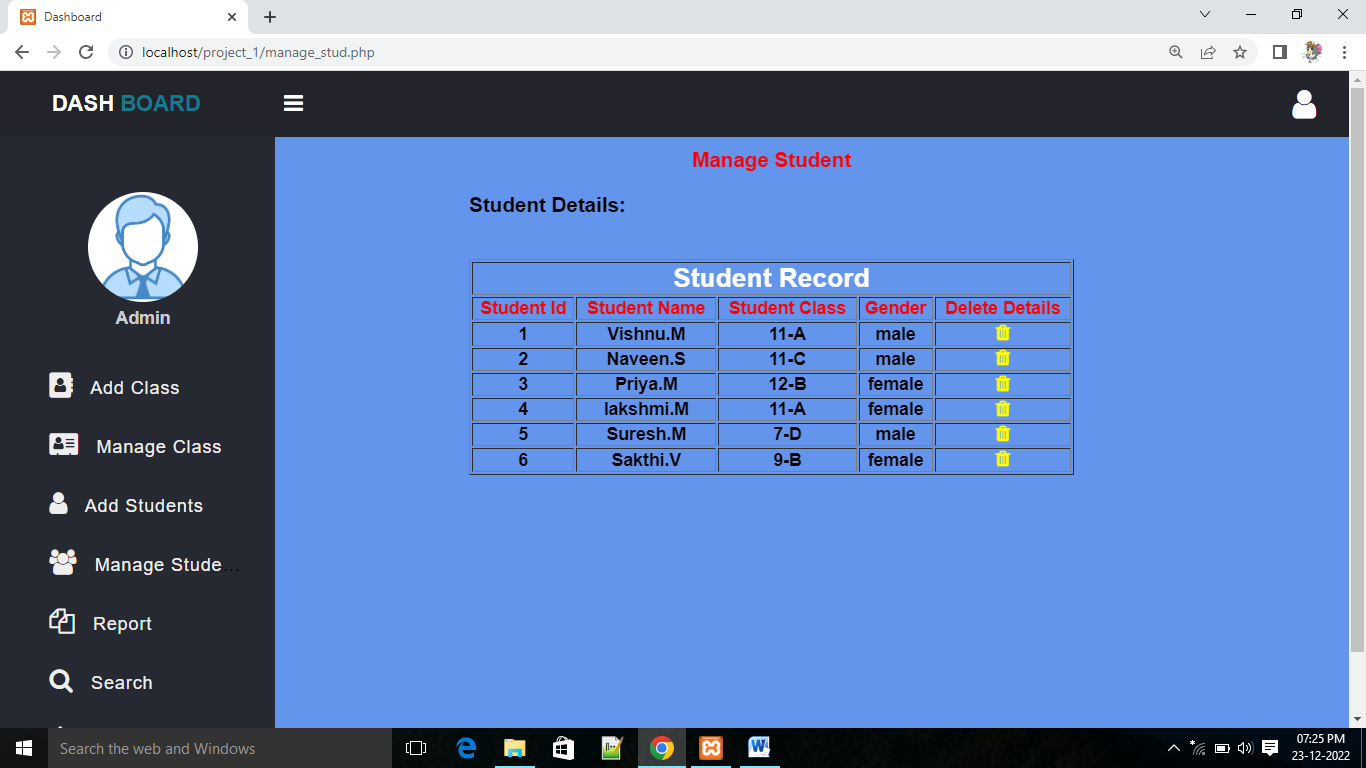 Dashboard
localhost/project_1/manage_stud.php
DASH BOARD
Manage Student
Student Details:
Student Record
Student Id Student Name Student Class Gender Delete Details
1 Vishnu.M 11-A male
2 Naveen.S 11-C male
3 Priya.M 12-B female
4 lakshmi.M 11-A female
5 Suresh.M 7-D male
6 Sakthi.V 9-B female
Admin
Add Class
Manage Class
Add Students
Manage Stude...
Report
Search
Search the web and Windows
07:25 PM
23-12-2022